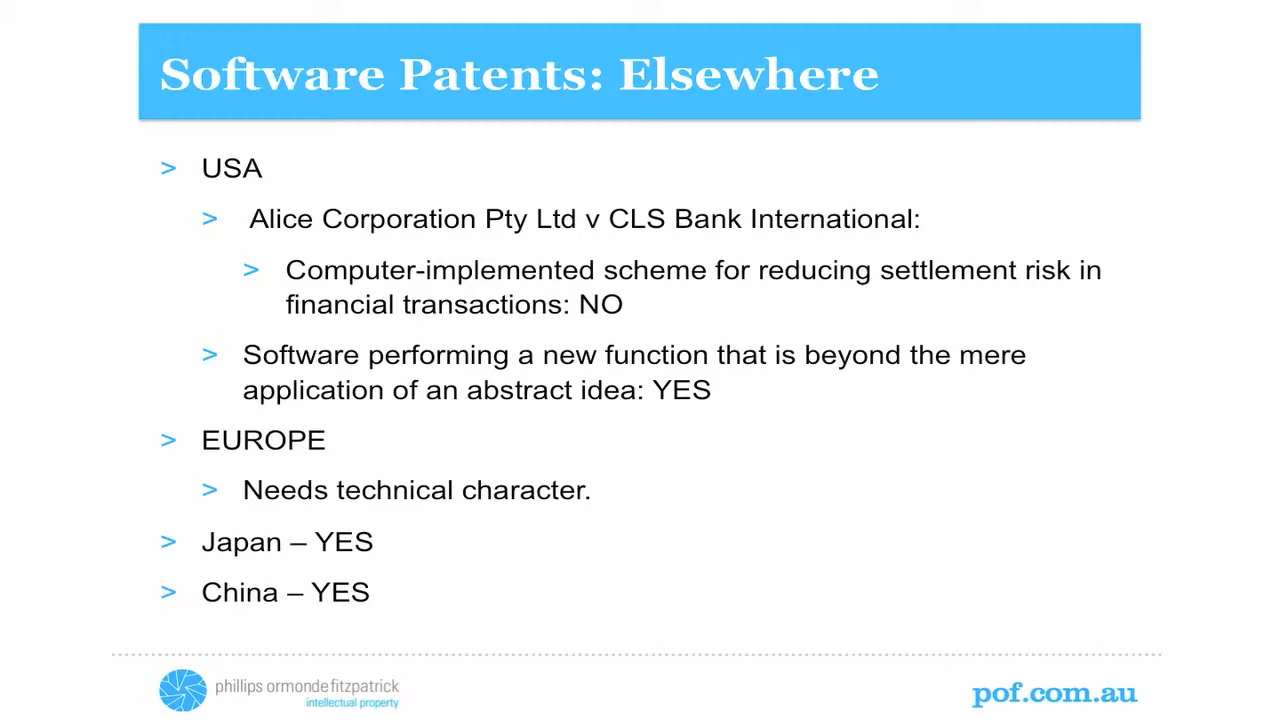 Software Patents: Elsewhere
> USA
> Alice Corporation Pty Ltd v CLS Bank International:
> Computer-implemented scheme for reducing settlement risk in
financial transactions: NO
> Software performing a new function that is beyond the mere
application of an abstract idea: YES
> EUROPE
> Needs technical character.
> Japan – YES
> China – YES
phillips ormonde fitzpatrick
intellectual property
pof.com.au